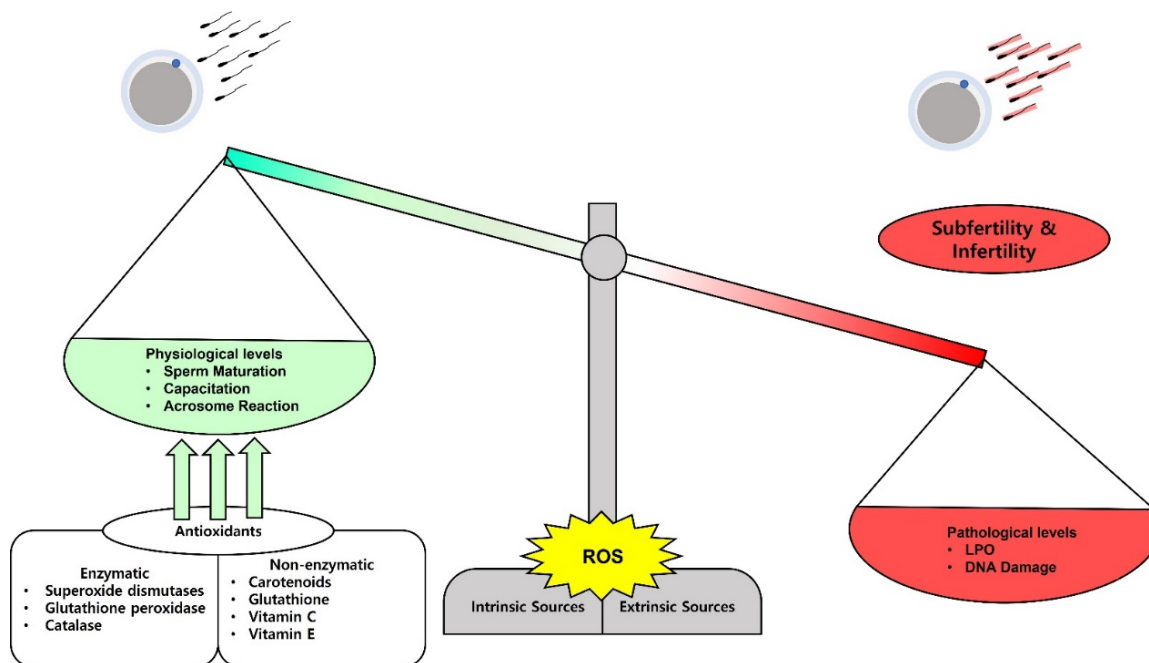 Subfertility &
Infertility
Physiological levels
• Sperm Maturation
• Capacitation
• Acrosome Reaction
Antioxidants
Enzymatic
• Superoxide dismutases
• Glutathione peroxidase
• Catalase
Non-enzymatic
• Carotenoids
• Glutathione
• Vitamin C
• Vitamin E
ROS
Intrinsic Sources
Extrinsic Sources
Pathological levels
• LPO
• DNA Damage